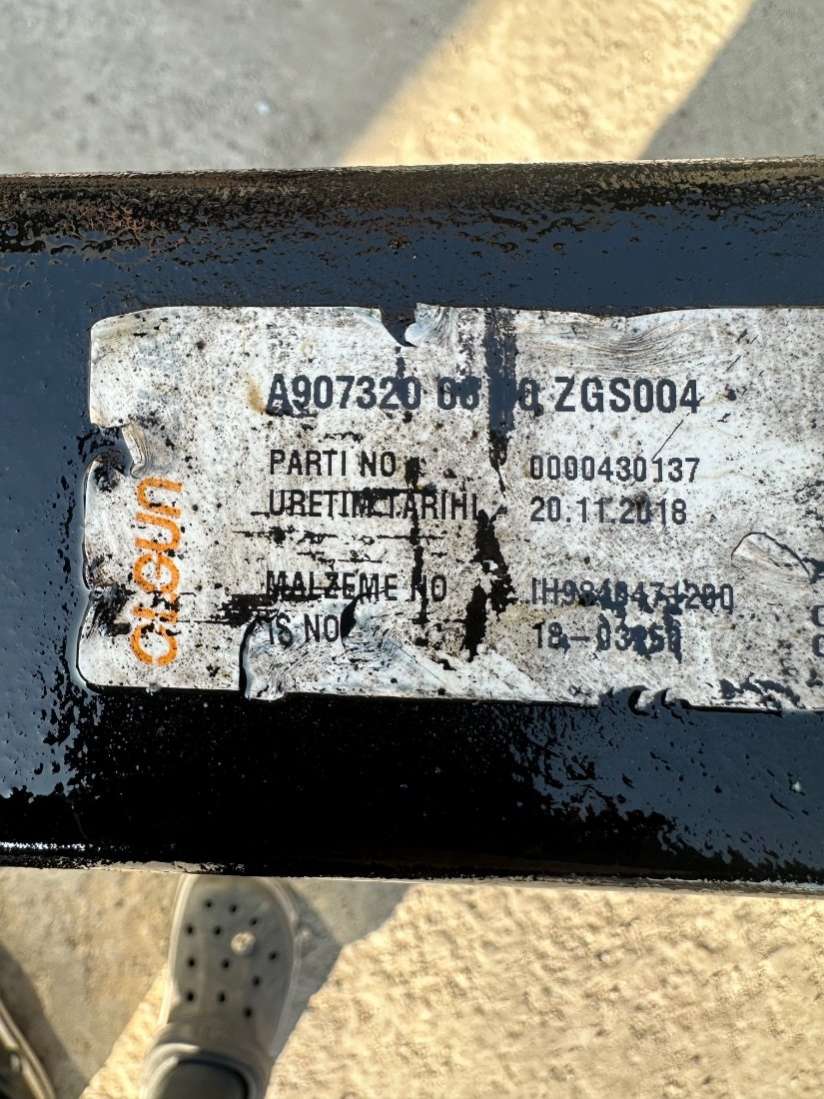 A907320 ZGS004
PARTI NO 0000430137
URETIM TARIHI 20.11.2018
MALZEME NO
IS NO
OLGUN